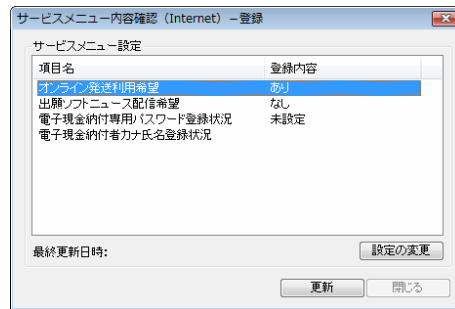 サービスメニュー内容確認（Internet）－登録
サービスメニュー設定
項目名 登録内容
オンライン発送利用希望 あり
出願ソフトニュース配信希望 なし
電子現金納付専用パスワード登録状況 未設定
電子現金納付者カナ氏名登録状況
最終更新日時: 設定の変更
更新 閉じる